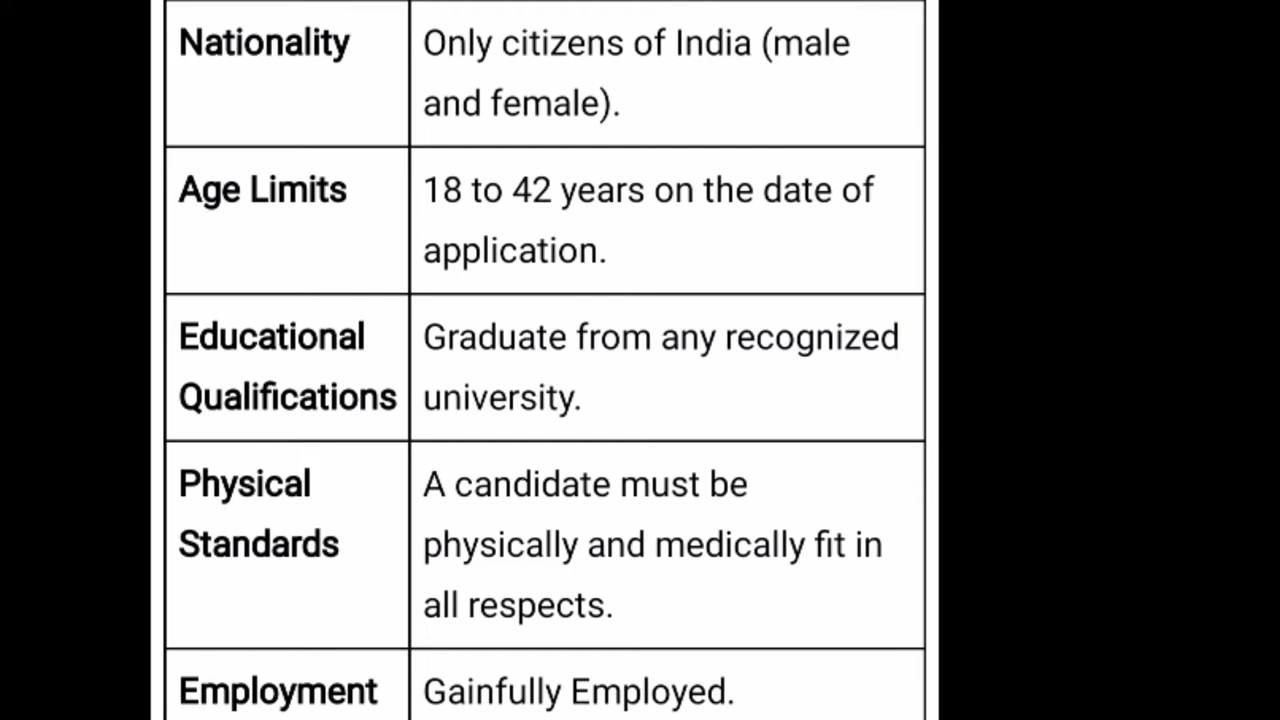 Nationality
Only citizens of India (male
and female).
Age Limits
18 to 42 years on the date of
application.
Educational
Qualifications
Graduate from any recognized
university.
Physical
Standards
A candidate must be
physically and medically fit in
all respects.
Employment
Gainfully Employed.